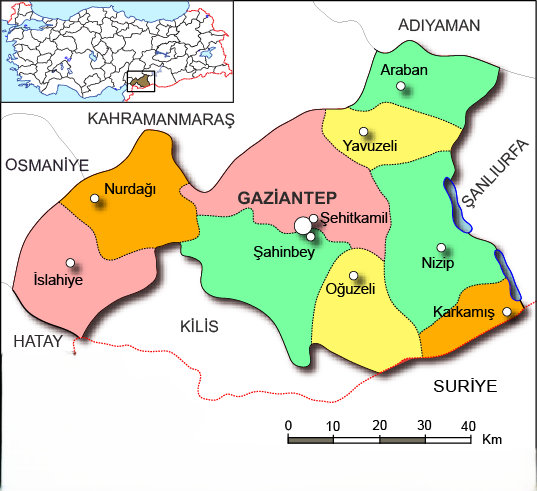 ADIYAMAN
Araban
KAHRAMANMARAŞ
Yavuzeli
OSMANİYE
ŞANLIURFA
Nurdağı
GAZİANTEP
Şehitkamil
Şahinbey
Nizip
İslahiye
Oğuzeli
Karkamış
KİLİS
HATAY
SURİYE
0 10 20 30 40 Km